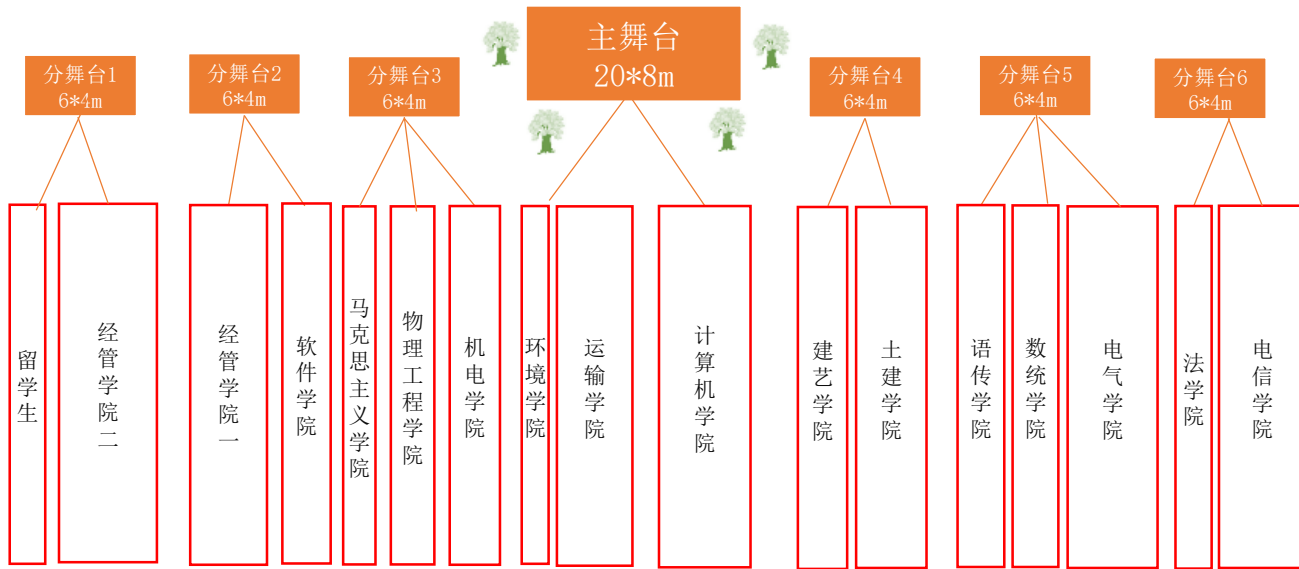 主舞台
20*8m
分舞台1
6*4m
分舞台2
6*4m
分舞台3
6*4m
分舞台4
6*4m
分舞台5
6*4m
分舞台6
6*4m
留学生
经管学院二
经管学院一
软件学院
马克思主义学院
物理工程学院
机电学院
环境学院
运输学院
计算机学院
建艺学院
土建学院
语传学院
数统学院
电气学院
法学院
电信学院